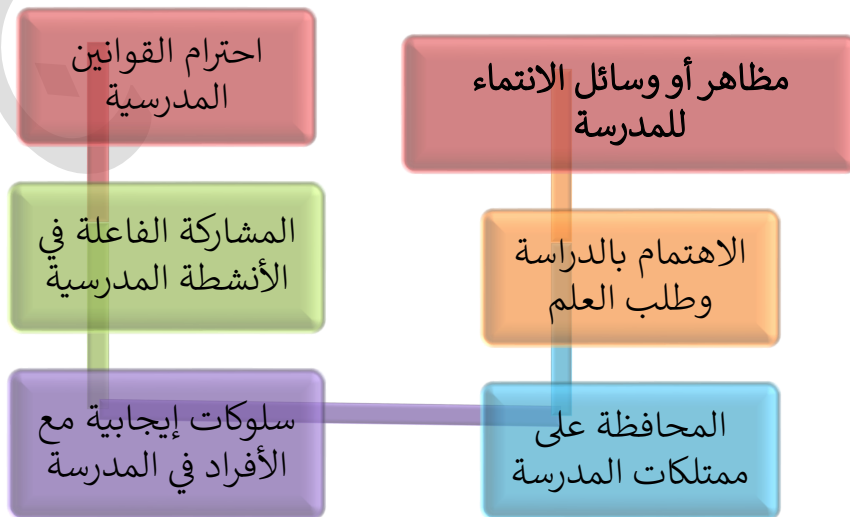 مظاهر أو وسائل الانتماء
للمدرسة
الاهتمام بالدراسة
وطلب العلم
المحافظة على
ممتلكات المدرسة
سلوكات إيجابية مع
الأفراد في المدرسة
المشاركة الفاعلة في
الأنشطة المدرسية
احترام القوانين
المدرسية